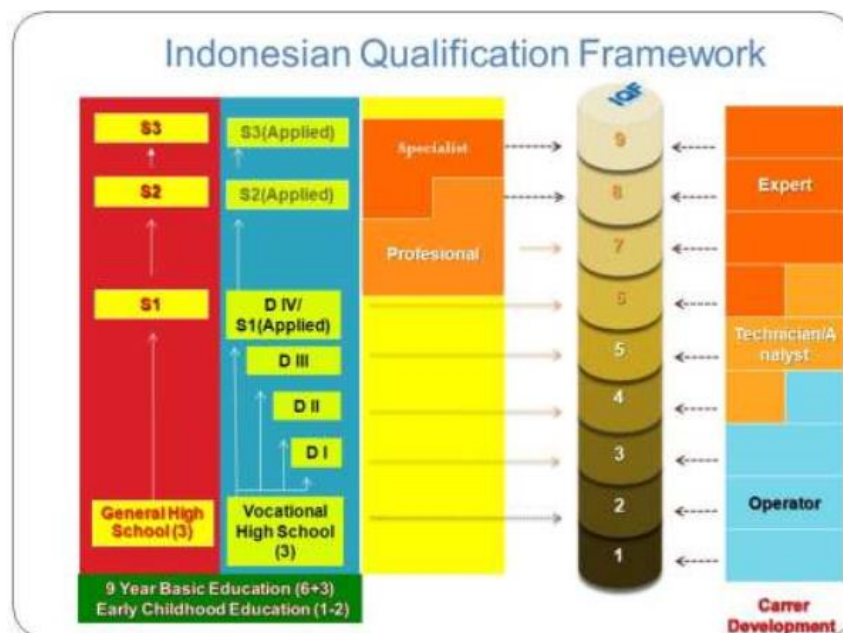 Indonesian Qualification Framework
IQF
S3
S3(Applied)
Specialist
9
S2
S2(Applied)
8
Expert
Profesional
7
S1
D IV/
S1(Applied)
6
D III
5
Technician/A
nalyst
D II
4
D I
3
General High
School (3)
Vocational
High School
(3)
2
Operator
1
9 Year Basic Education (6+3)
Early Childhood Education (1-2)
Carrer
Development